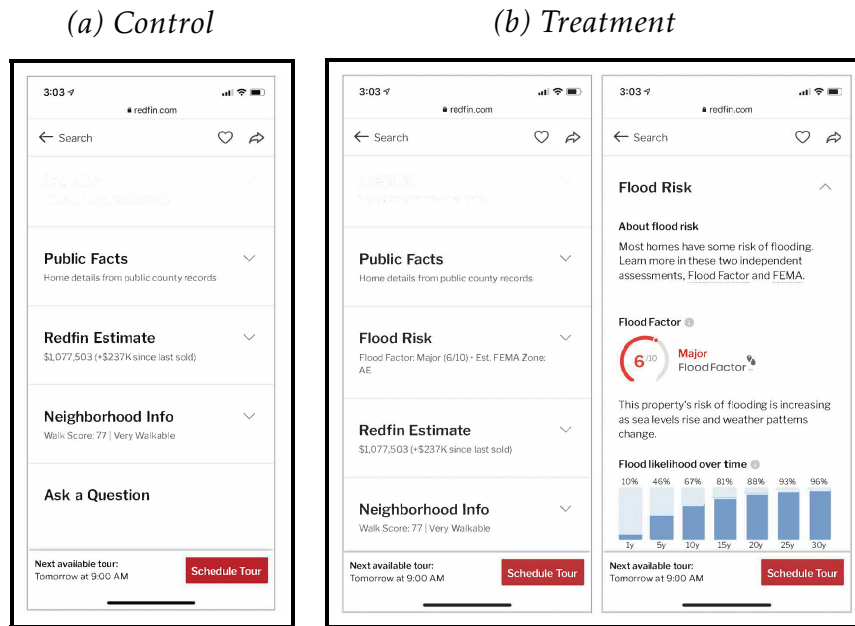 (a) Control
(b) Treatment
3:03
redfin.com
Search
Public Facts
Home details from public county records
Redfin Estimate
$1,077,503 (+$237K since last sold)
Neighborhood Info
Walk Score: 77 | Very Walkable
Ask a Question
Next available tour:
Tomorrow at 9:00 AM
Schedule Tour
3:03
redfin.com
Search
Public Facts
Home details from public county records
Flood Risk
Flood Factor: Major (6/10) • Est. FEMA Zone:
AE
Redfin Estimate
$1,077,503 (+$237K since last sold)
Neighborhood Info
Walk Score: 77 | Very Walkable
Next available tour:
Tomorrow at 9:00 AM
Schedule Tour
3:03
redfin.com
Search
Flood Risk
About flood risk
Most homes have some risk of flooding.
Learn more in these two independent
assessments, Flood Factor and FEMA.
Flood Factor
6/10
Major
Flood Factor
This property's risk of flooding is increasing
as sea levels rise and weather patterns
change.
Flood likelihood over time
10% 46% 67% 81% 88% 93% 96%
1y 5y 10y 15y 20y 25y 30y
Next available tour:
Tomorrow at 9:00 AM
Schedule Tour